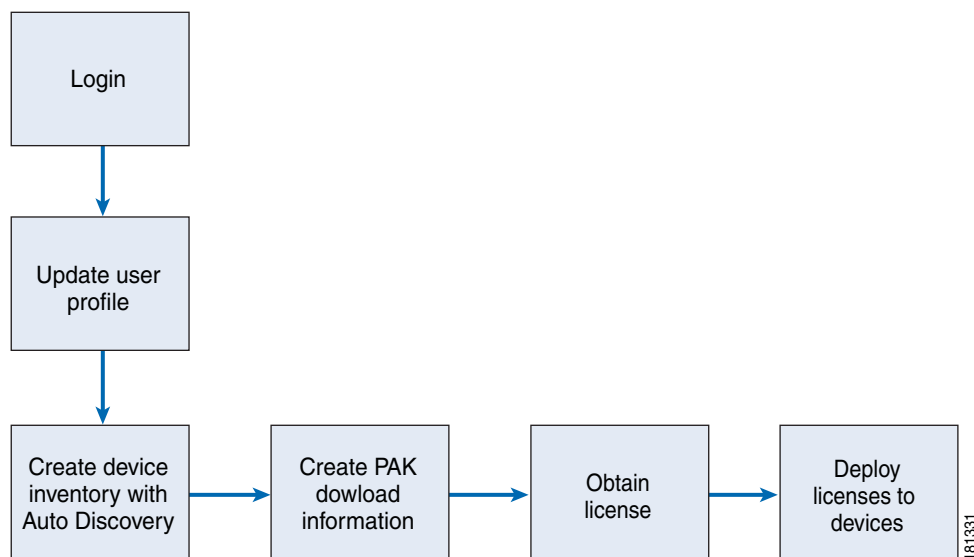 Login
Update user
profile
Create device
inventory with
Auto Discovery
Create PAK
dowload
information
Obtain
license
Deploy
licenses to
devices
181331